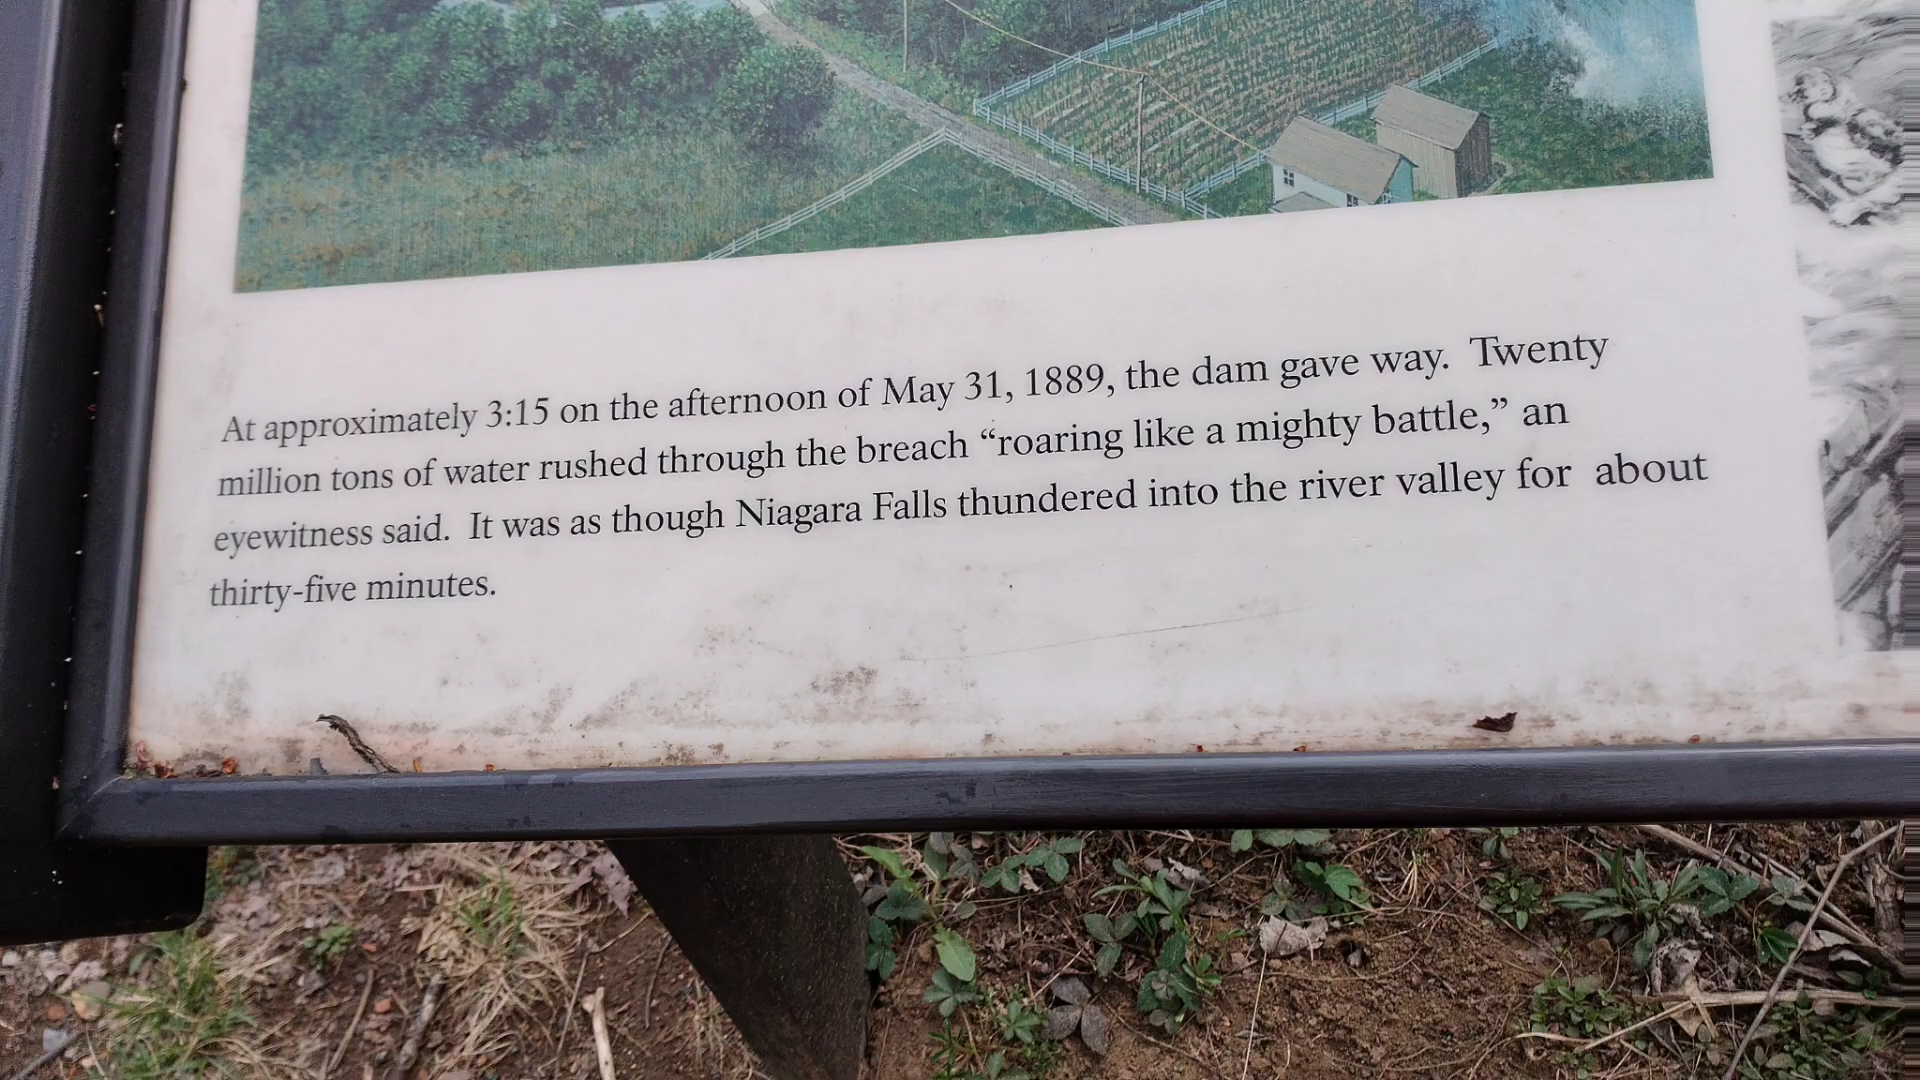 At approximately 3:15 on the afternoon of May 31, 1889, the dam gave way.  Twenty
million tons of water rushed through the breach “roaring like a mighty battle,” an
eyewitness said.  It was as though Niagara Falls thundered into the river valley for  about
thirty-five minutes.